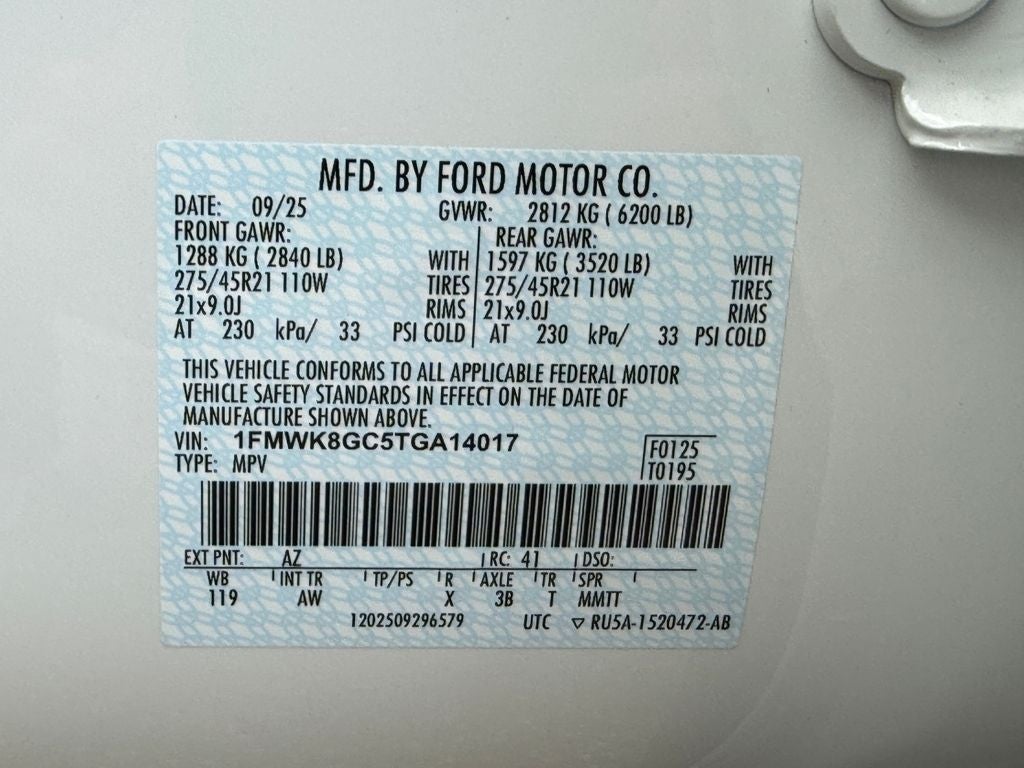 MFD. BY FORD MOTOR CO.
DATE: 09/25 GVWR: 2812 KG ( 6200 LB)
FRONT GAWR: REAR GAWR:
1288 KG ( 2840 LB) WITH 1597 KG ( 3520 LB) WITH
275/45R21 110W TIRES 275/45R21 110W TIRES
21x9.0J RIMS 21x9.0J RIMS
AT 230 kPa/ 33 PSI COLD AT 230 kPa/ 33 PSI COLD
THIS VEHICLE CONFORMS TO ALL APPLICABLE FEDERAL MOTOR
VEHICLE SAFETY STANDARDS IN EFFECT ON THE DATE OF
MANUFACTURE SHOWN ABOVE.
VIN: 1FMWK8GC5TGA14017
F0125
TYPE: MPV
T0195
EXT PNT: AZ RC: 41 DSO:
WB INT TR TP/PS R AXLE TR SPR
119 AW X 3B T MMTT
1202509296579 UTC ▽ RU5A-1520472-AB